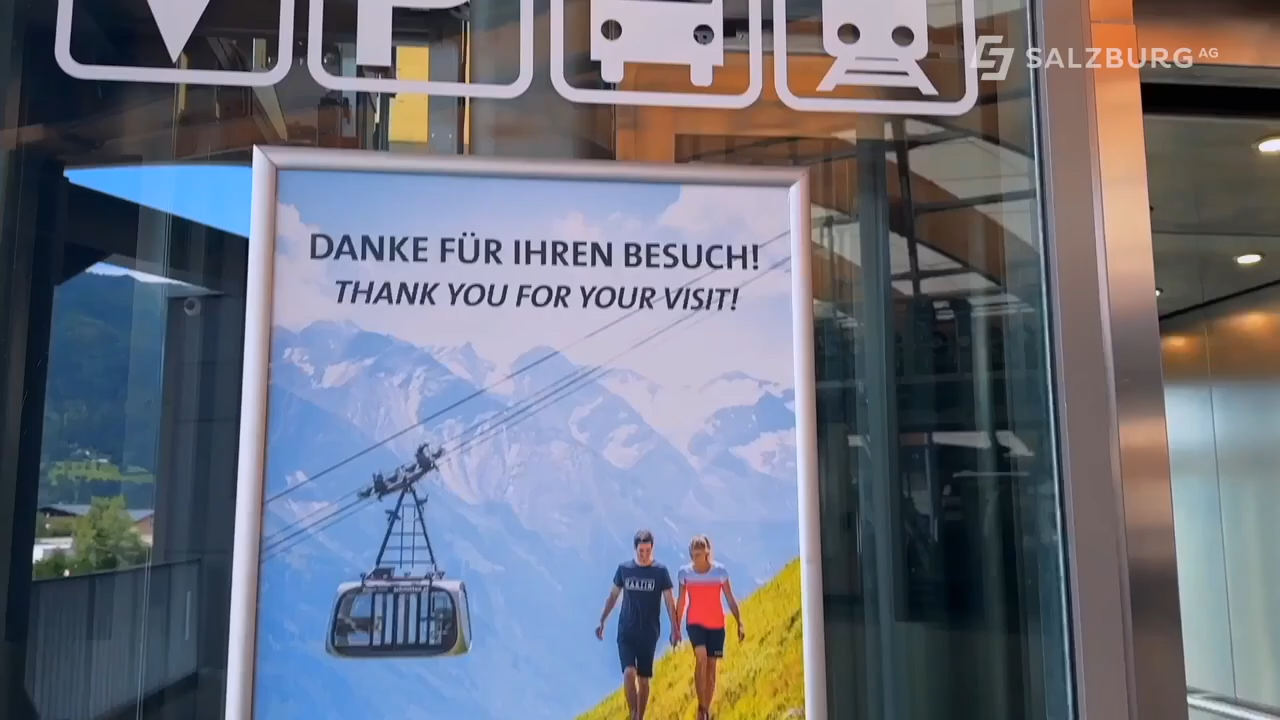 P
SALZBURG AG
DANKE FÜR IHREN BESUCH!
THANK YOU FOR YOUR VISIT!